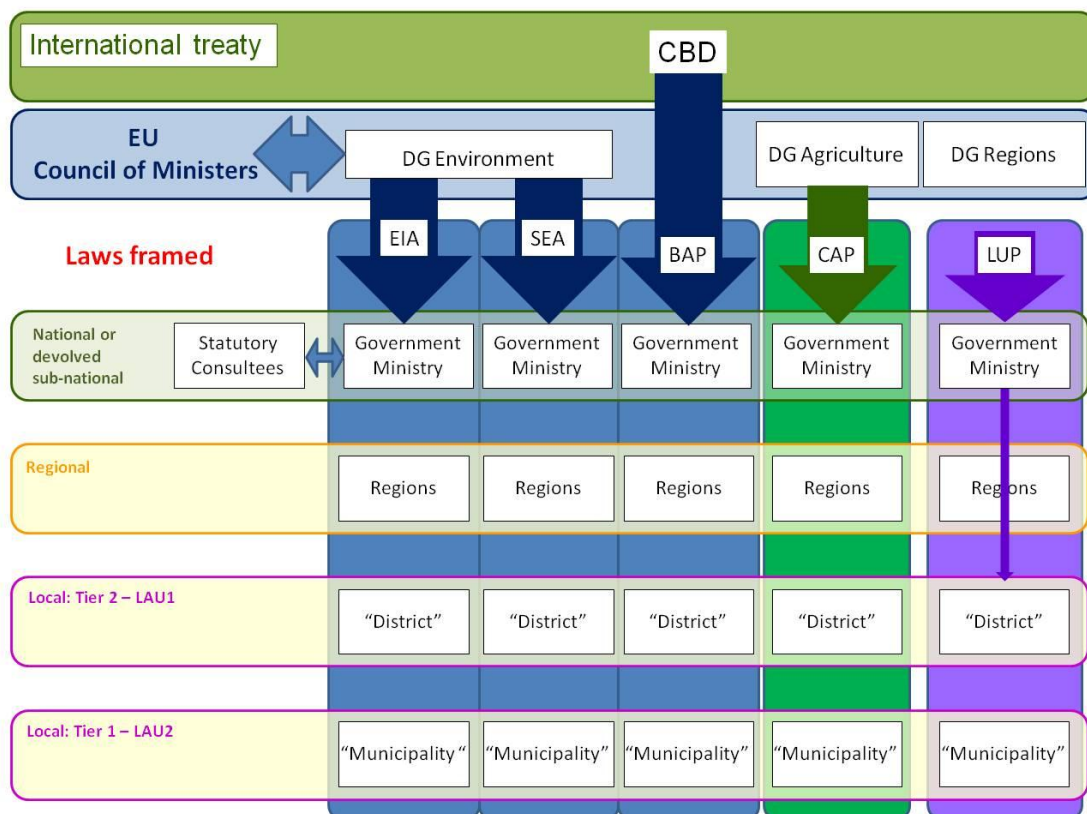 International treaty
CBD
EU
Council of Ministers
DG Environment
DG Agriculture
DG Regions
Laws framed
EIA
SEA
BAP
CAP
LUP
National or
devolved
sub-national
Statutory
Consultees
Government
Ministry
Government
Ministry
Government
Ministry
Government
Ministry
Government
Ministry
Regional
Regions
Regions
Regions
Regions
Regions
Local: Tier 2 – LAU1
“District”
“District”
“District”
“District”
“District”
Local: Tier 1 – LAU2
“Municipality “
“Municipality”
“Municipality”
“Municipality”
“Municipality”